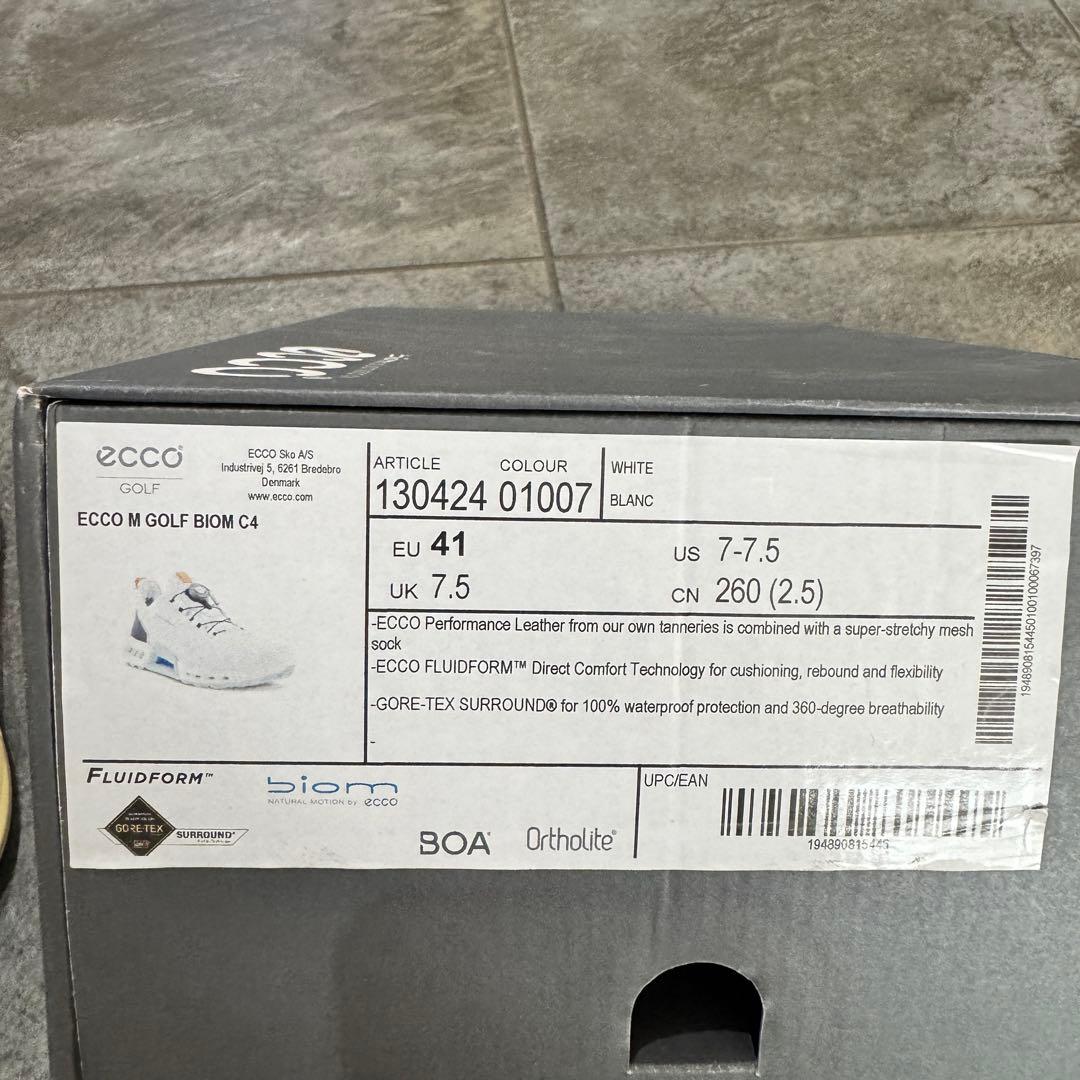 ecco
ecco
GOLF
ECCO Sko A/S
Industrivej 5, 6261 Bredebro
Denmark
www.ecco.com
ECCO M GOLF BIOM C4
ARTICLE COLOUR
130424 01007
WHITE
BLANC
EU 41
US 7-7.5
UK 7.5
CN 260 (2.5)
-ECCO Performance Leather from our own tanneries is combined with a super-stretchy mesh
sock
-ECCO FLUIDFORM™ Direct Comfort Technology for cushioning, rebound and flexibility
-GORE-TEX SURROUND® for 100% waterproof protection and 360-degree breathability
-
FLUIDFORM™
biom
NATURAL MOTION by ecco
GORE-TEX
SURROUND®
BOA®
Ortholite®
UPC/EAN